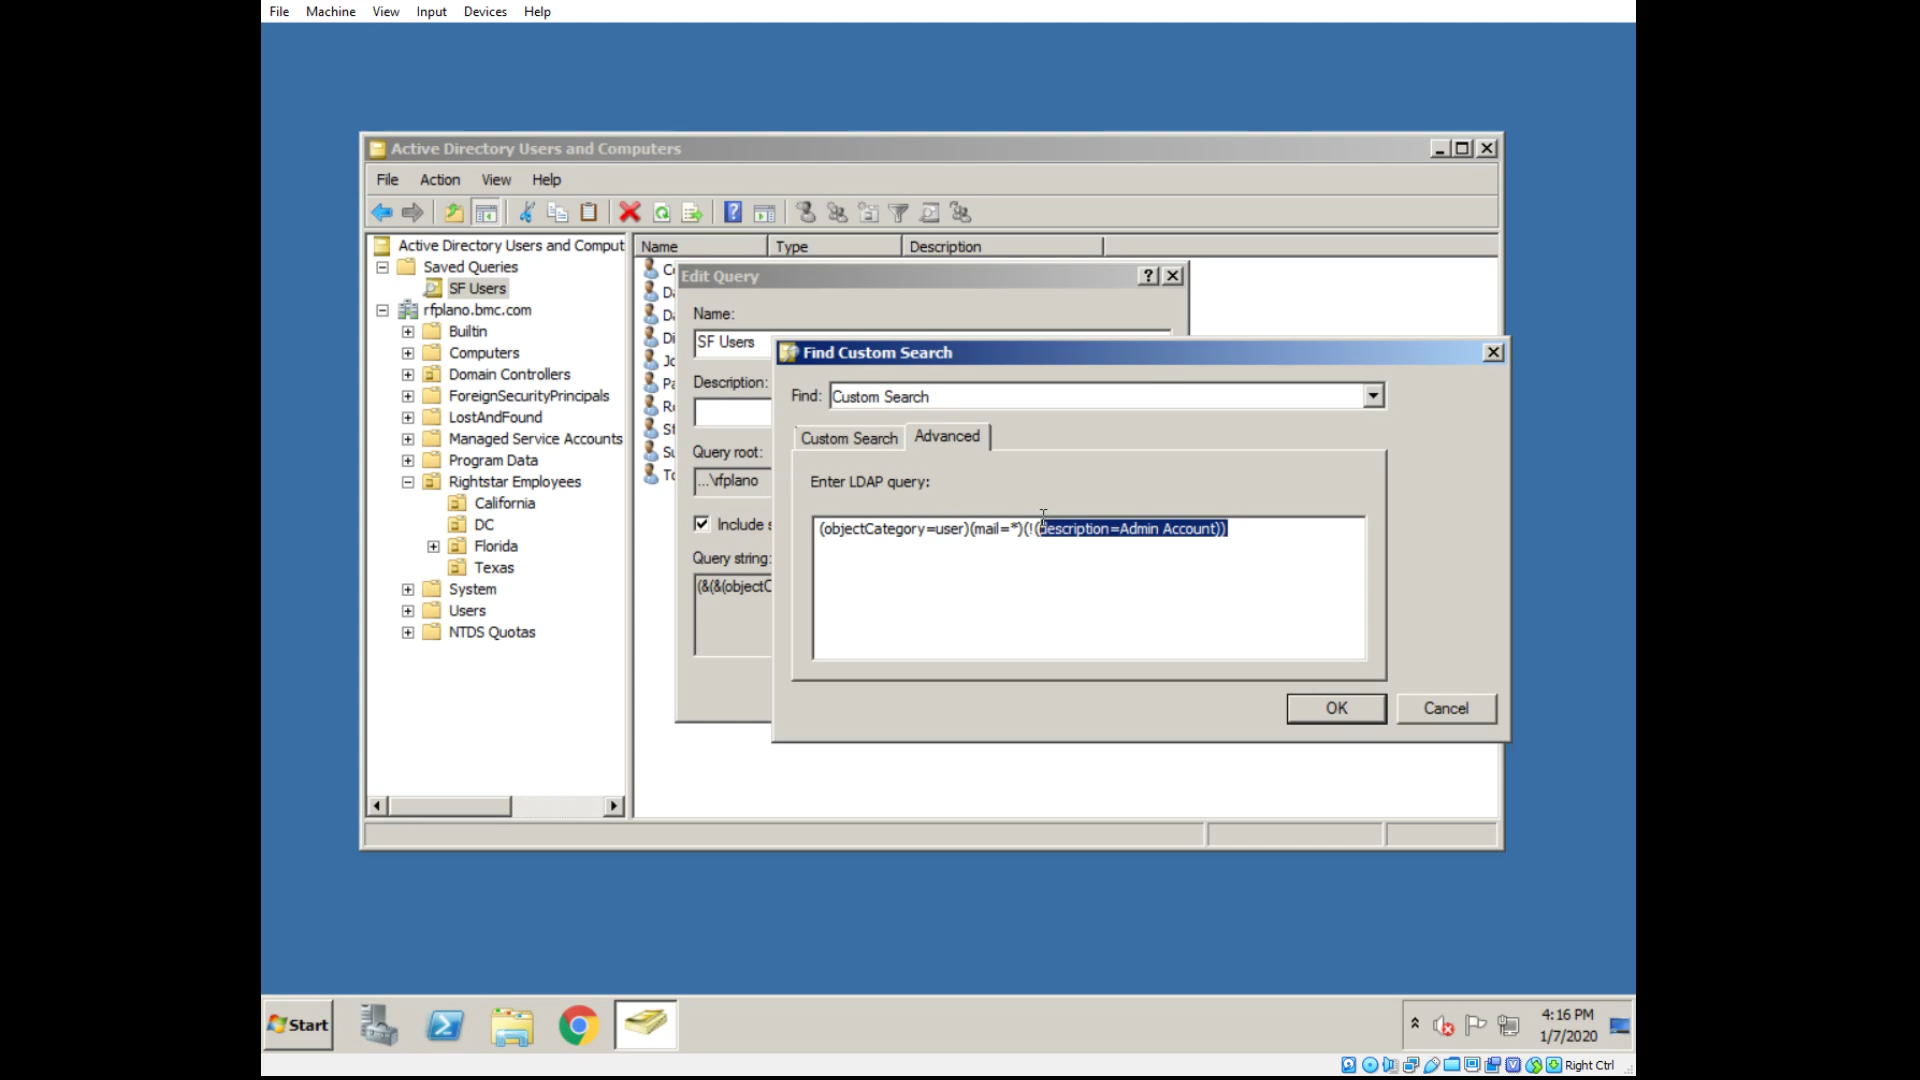 File Machine View Input Devices Help
Active Directory Users and Computers
File Action View Help
Active Directory Users and Comput
Saved Queries
SF Users
rfplano.bmc.com
Builtin
Computers
Domain Controllers
ForeignSecurityPrincipals
LostAndFound
Managed Service Accounts
Program Data
Rightstar Employees
California
DC
Florida
Texas
System
Users
NTDS Quotas
Name Type Description
Edit Query
Name:
SF Users
Description:
Query root:
...\rfplano
Include s
Query string:
(&(&(objectC
Find Custom Search
Find: Custom Search
Custom Search Advanced
Enter LDAP query:
(objectCategory=user)(mail=*)(!(description=Admin Account))
OK Cancel
Start
4:16 PM
1/7/2020
Right Ctrl